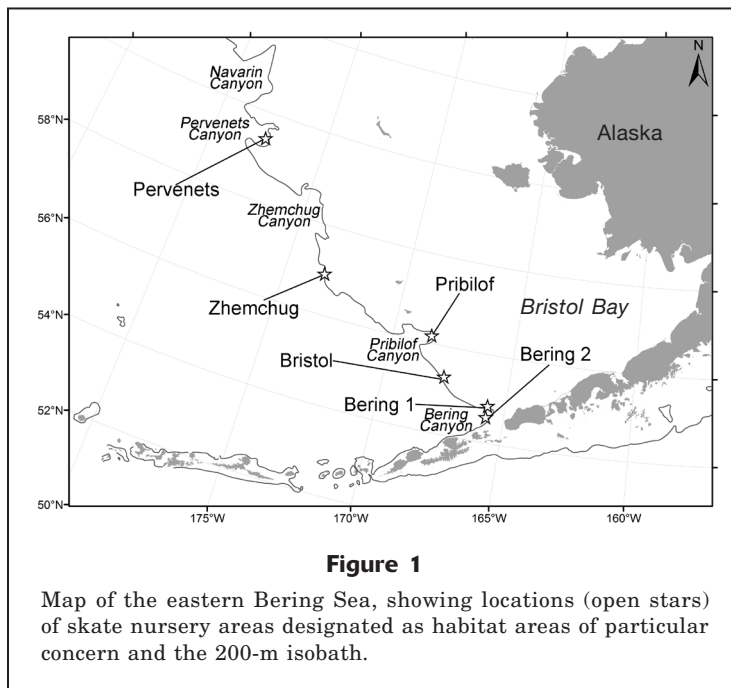 N
Navarin
Canyon
58°N
Pervenets
Canyon
Alaska
Pervenets
56°N
Zhemchug
Canyon
Zhemchug
Pribilof
54°N
Bristol Bay
Pribilof
Canyon
Bristol
Bering 2
Bering 1
52°N
Bering
Canyon
50°N
175°W
170°W
165°W
160°W
Figure 1
Map of the eastern Bering Sea, showing locations (open stars)
of skate nursery areas designated as habitat areas of particular
concern and the 200-m isobath.